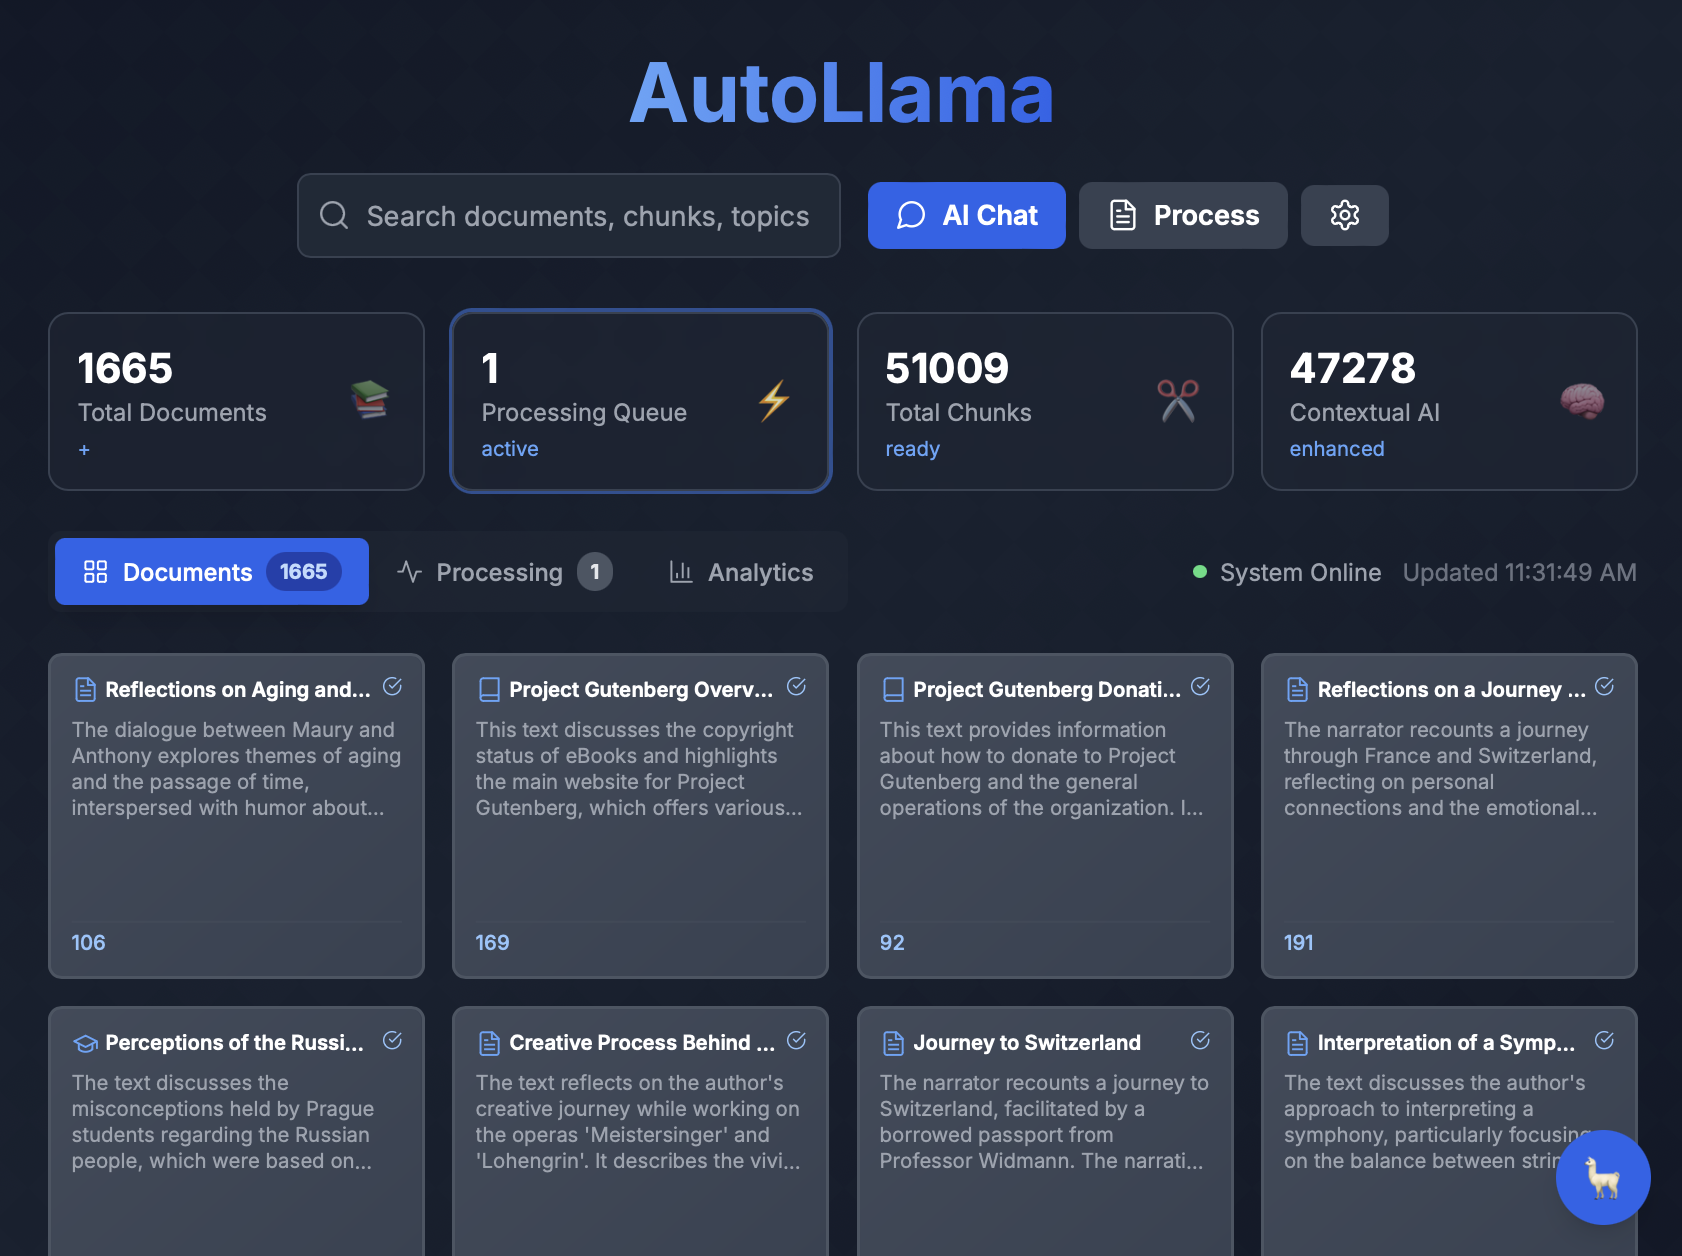 AutoLlama
Search documents, chunks, topics
AI Chat
Process
1665
Total Documents
+
1
Processing Queue
active
51009
Total Chunks
ready
47278
Contextual AI
enhanced
Documents 1665
Processing 1
Analytics
System Online
Updated 11:31:49 AM
Reflections on Aging and...
The dialogue between Maury and
Anthony explores themes of aging
and the passage of time,
interspersed with humor about...
106
Project Gutenberg Overv...
This text discusses the copyright
status of eBooks and highlights
the main website for Project
Gutenberg, which offers various...
169
Project Gutenberg Donati...
This text provides information
about how to donate to Project
Gutenberg and the general
operations of the organization. I...
92
Reflections on a Journey ...
The narrator recounts a journey
through France and Switzerland,
reflecting on personal
connections and the emotional...
191
Perceptions of the Russi...
The text discusses the
misconceptions held by Prague
students regarding the Russian
people, which were based on...
Creative Process Behind ...
The text reflects on the author's
creative journey while working on
the operas 'Meistersinger' and
'Lohengrin'. It describes the vivi...
Journey to Switzerland
The narrator recounts a journey to
Switzerland, facilitated by a
borrowed passport from
Professor Widmann. The narrati...
Interpretation of a Symp...
The text discusses the author's
approach to interpreting a
symphony, particularly focusing
on the balance between